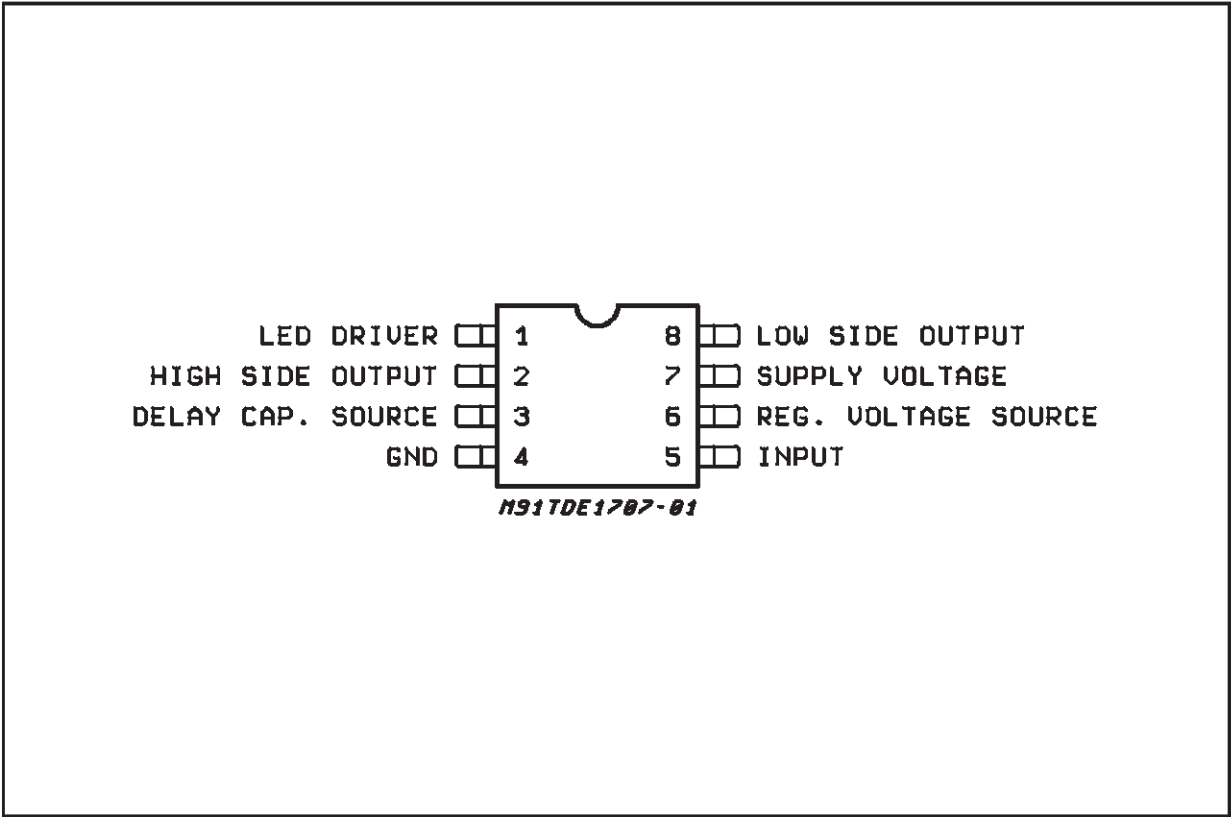 LED DRIVER 1 8 LOW SIDE OUTPUT
HIGH SIDE OUTPUT 2 7 SUPPLY VOLTAGE
DELAY CAP. SOURCE 3 6 REG. VOLTAGE SOURCE
GND 4 5 INPUT
M91TDE1707-01